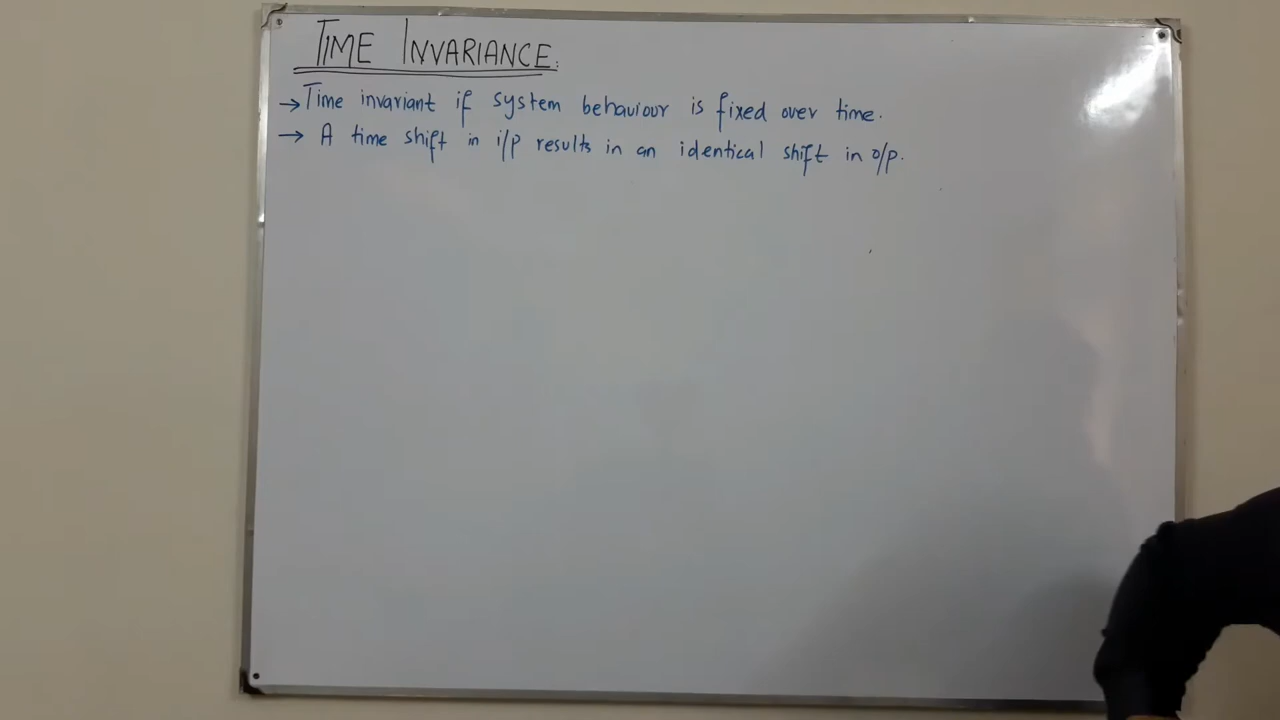 TIME INVARIANCE.
→ Time invariant if system behaviour is fixed over time.
→ A time shift in i/p results in an identical shift in o/p.